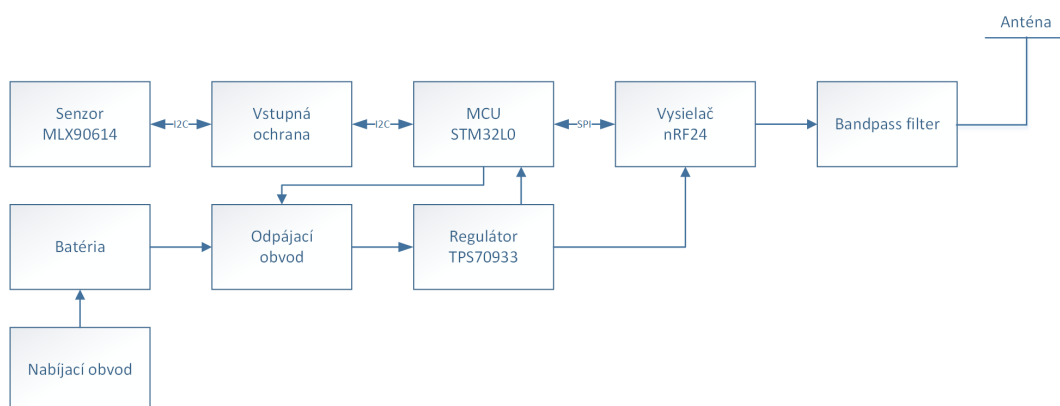 Anténa
Senzor
MLX90614
I2C
Vstupná
ochrana
I2C
MCU
STM32L0
SPI
Vysielač
nRF24
Bandpass filter
Batéria
Odpájací
obvod
Regulátor
TPS70933
Nabíjací obvod